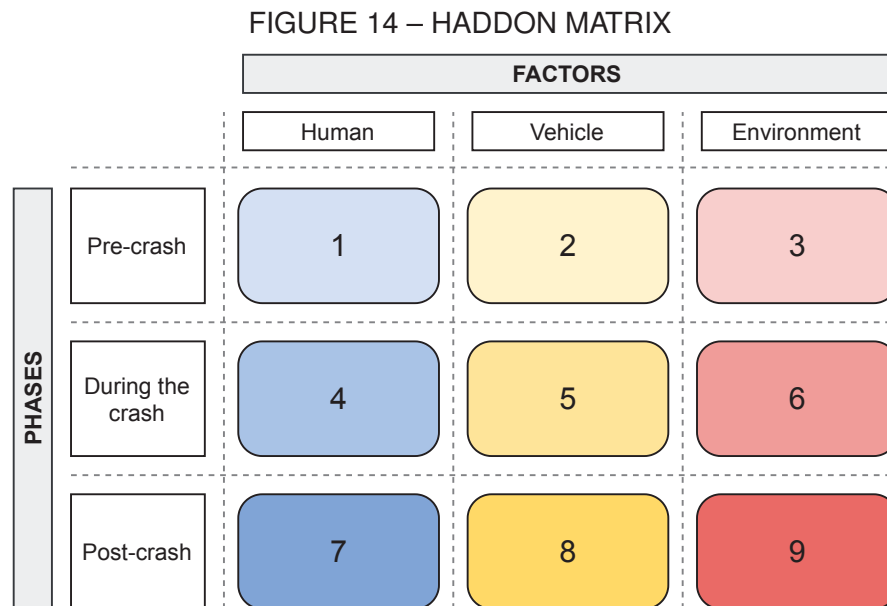 FIGURE 14 – HADDON MATRIX
FACTORS
Human
Vehicle
Environment
PHASES
Pre-crash
1
2
3
During the
crash
4
5
6
Post-crash
7
8
9